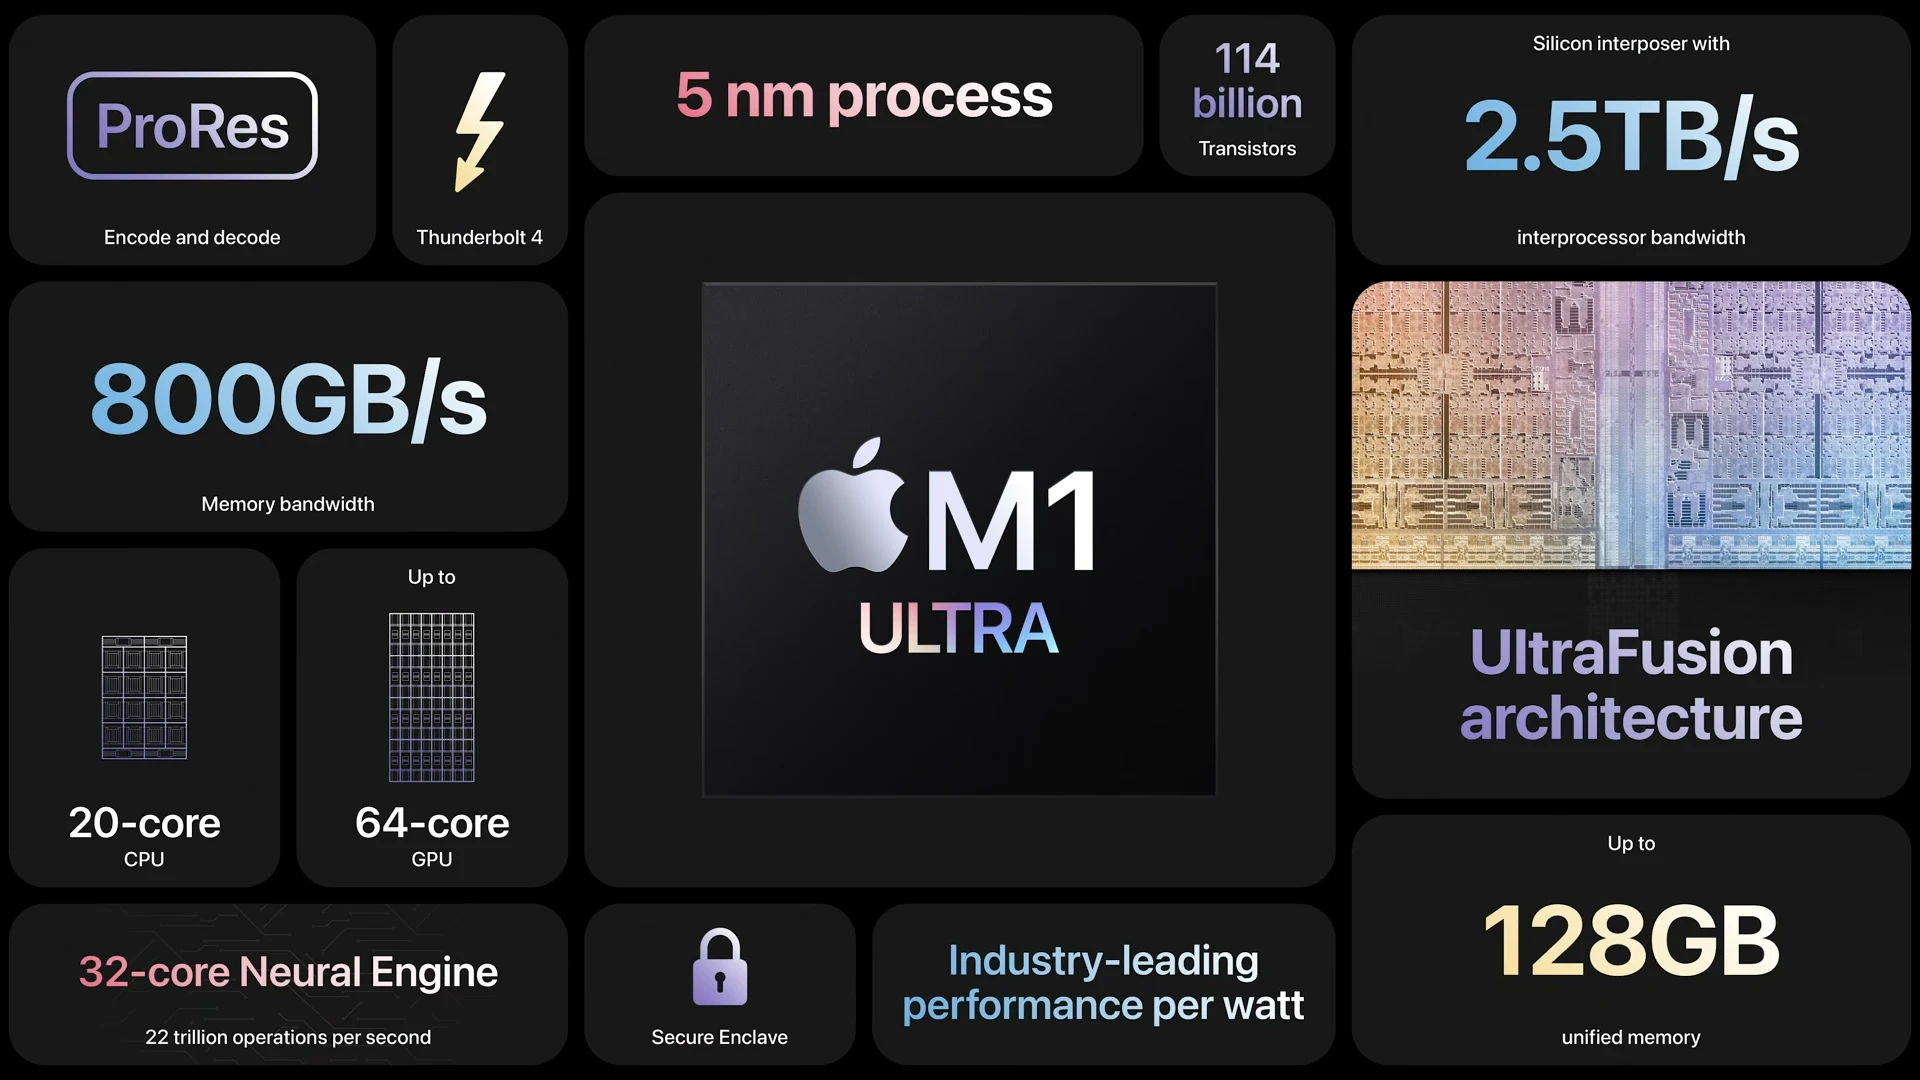 ProRes
Encode and decode
Thunderbolt 4
5 nm process
114
billion
Transistors
Silicon interposer with
2.5TB/s
interprocessor bandwidth
800GB/s
Memory bandwidth
M1
ULTRA
UltraFusion
architecture
20-core
CPU
Up to
64-core
GPU
Up to
128GB
unified memory
32-core Neural Engine
22 trillion operations per second
Secure Enclave
Industry-leading
performance per watt